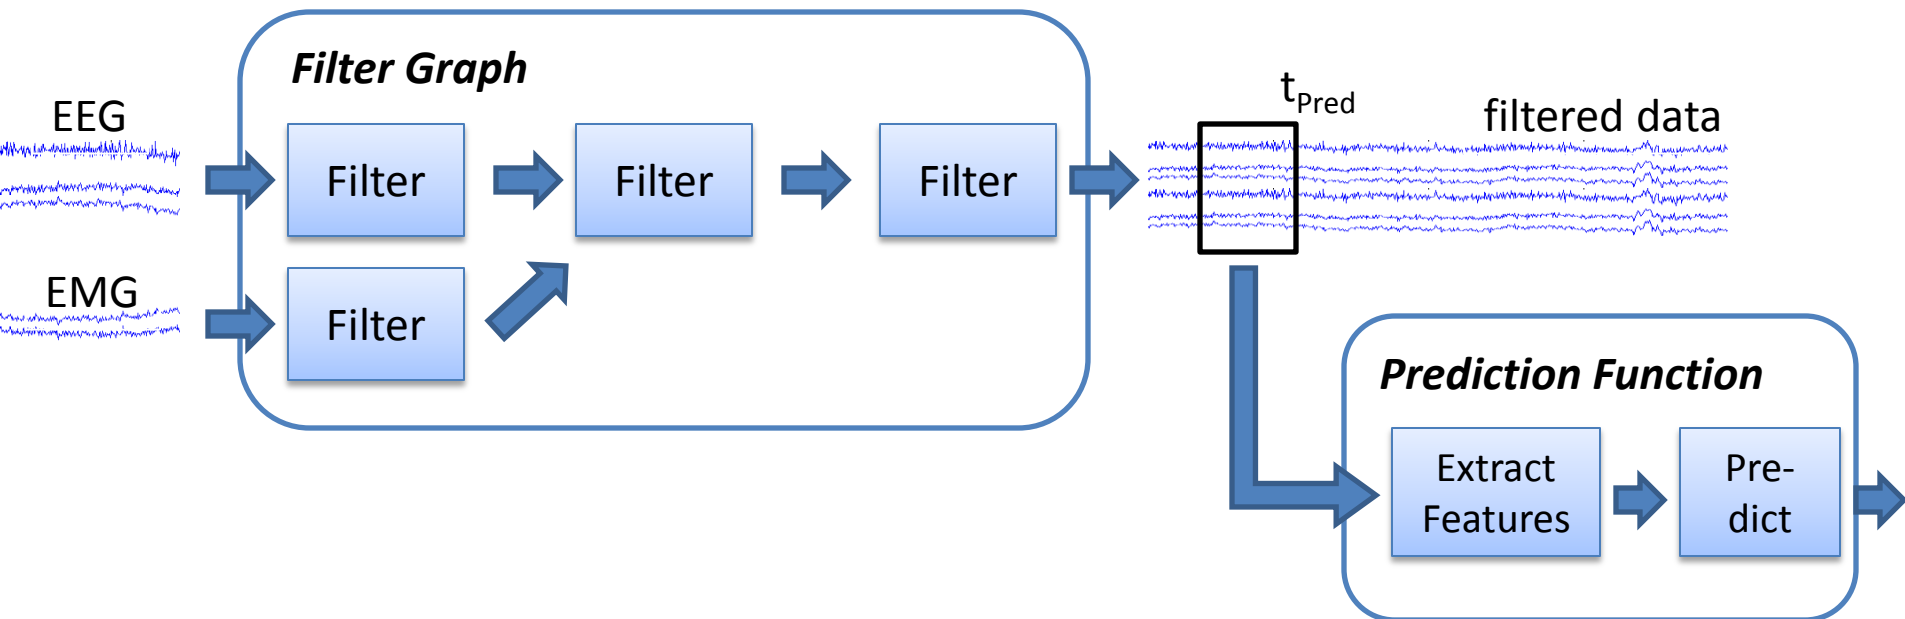 Filter Graph
EEG
Filter
Filter
Filter
EMG
Filter
tPred
filtered data
Prediction Function
Extract
Features
Pre-
dict